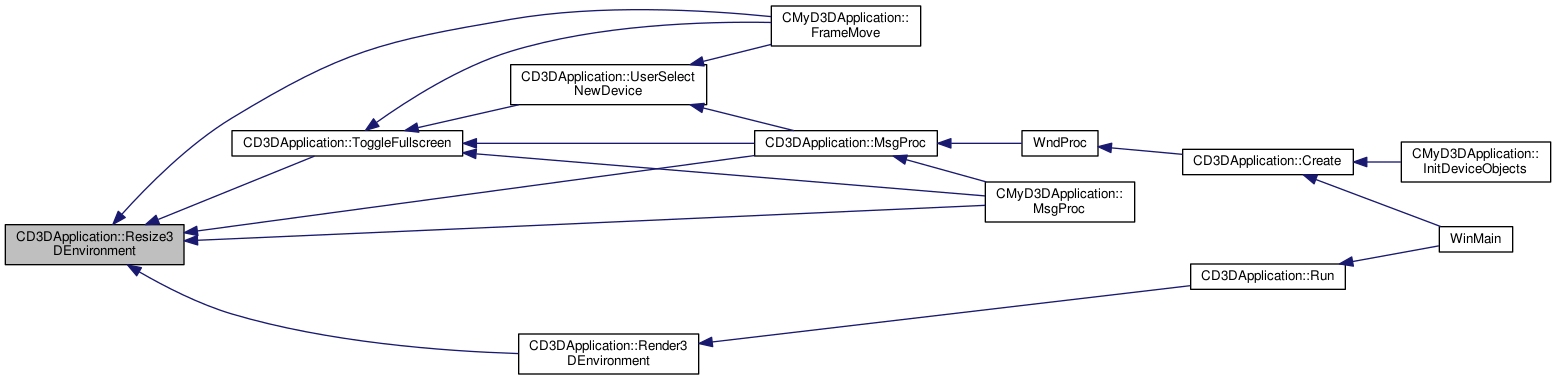 CMyD3DApplication::
FrameMove
CD3DApplication::UserSelect
NewDevice
CD3DApplication::ToggleFullscreen
CD3DApplication::MsgProc
WndProc
CD3DApplication::Create
CMyD3DApplication::
InitDeviceObjects
CMyD3DApplication::
MsgProc
CD3DApplication::Resize3
DEnvironment
WinMain
CD3DApplication::Run
CD3DApplication::Render3
DEnvironment